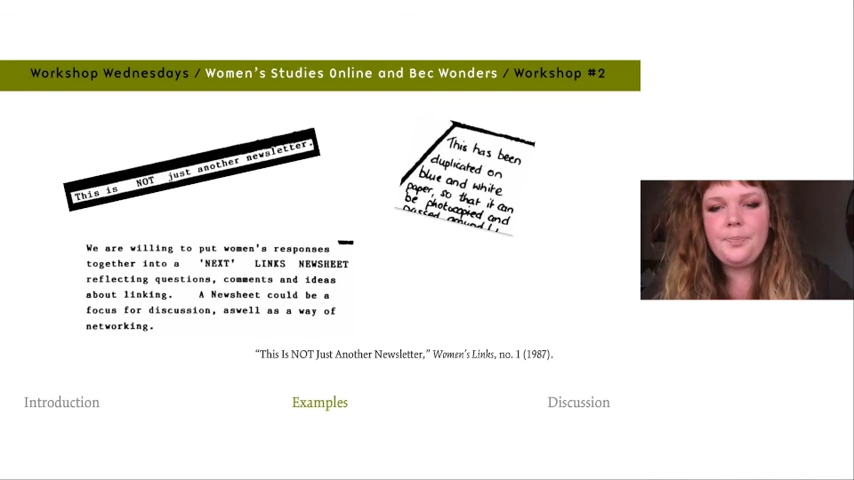 Workshop Wednesdays / Women's Studies Online and Bec Wonders / Workshop #2
This is NOT just another newsletter.
This has been
duplicated on
blue and white
paper, so that it can
be photocopied and
passed around!
We are willing to put women's responses
together into a 'NEXT' LINKS NEWSHEET
reflecting questions, comments and ideas
about linking. A Newsheet could be a
focus for discussion, aswell as a way of
networking.
"This Is NOT Just Another Newsletter," Women's Links, no. 1 (1987).
Introduction
Examples
Discussion